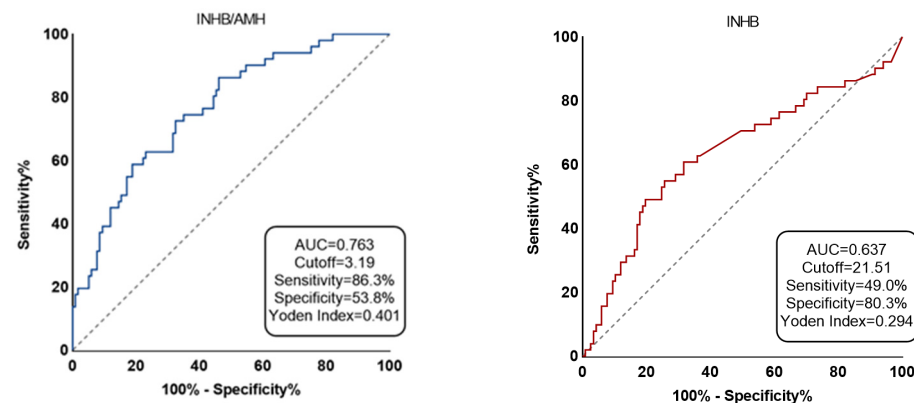 INHB/AMH
100
80
60
40
20
0
Sensitivity%
AUC=0.763
Cutoff=3.19
Sensitivity=86.3%
Specificity=53.8%
Yoden Index=0.401
0 20 40 60 80 100
100% - Specificity%
INHB
100
80
60
40
20
0
Sensitivity%
AUC=0.637
Cutoff=21.51
Sensitivity=49.0%
Specificity=80.3%
Yoden Index=0.294
0 20 40 60 80 100
100% - Specificity%